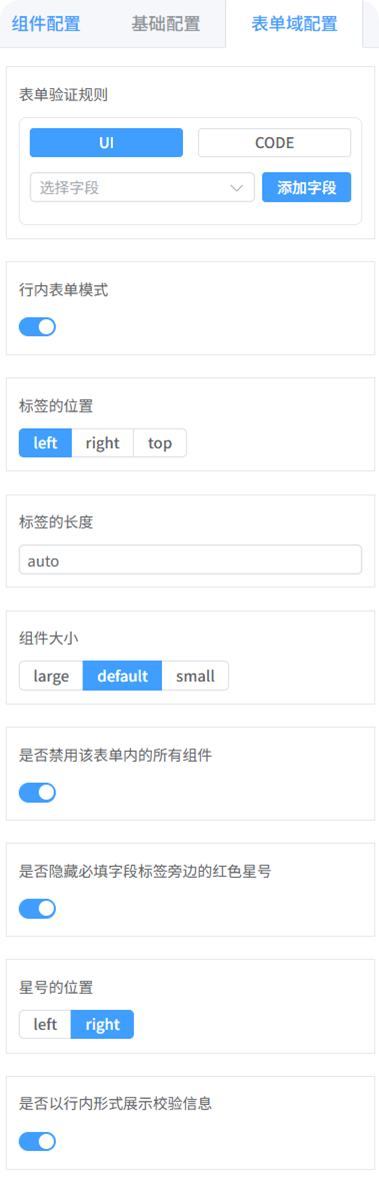 组件配置 基础配置 表单域配置
表单验证规则
UI CODE
选择字段 添加字段
行内表单模式
标签的位置
left right top
标签的长度
auto
组件大小
large default small
是否禁用该表单内的所有组件
是否隐藏必填字段标签旁边的红色星号
星号的位置
left right
是否以行内形式展示校验信息